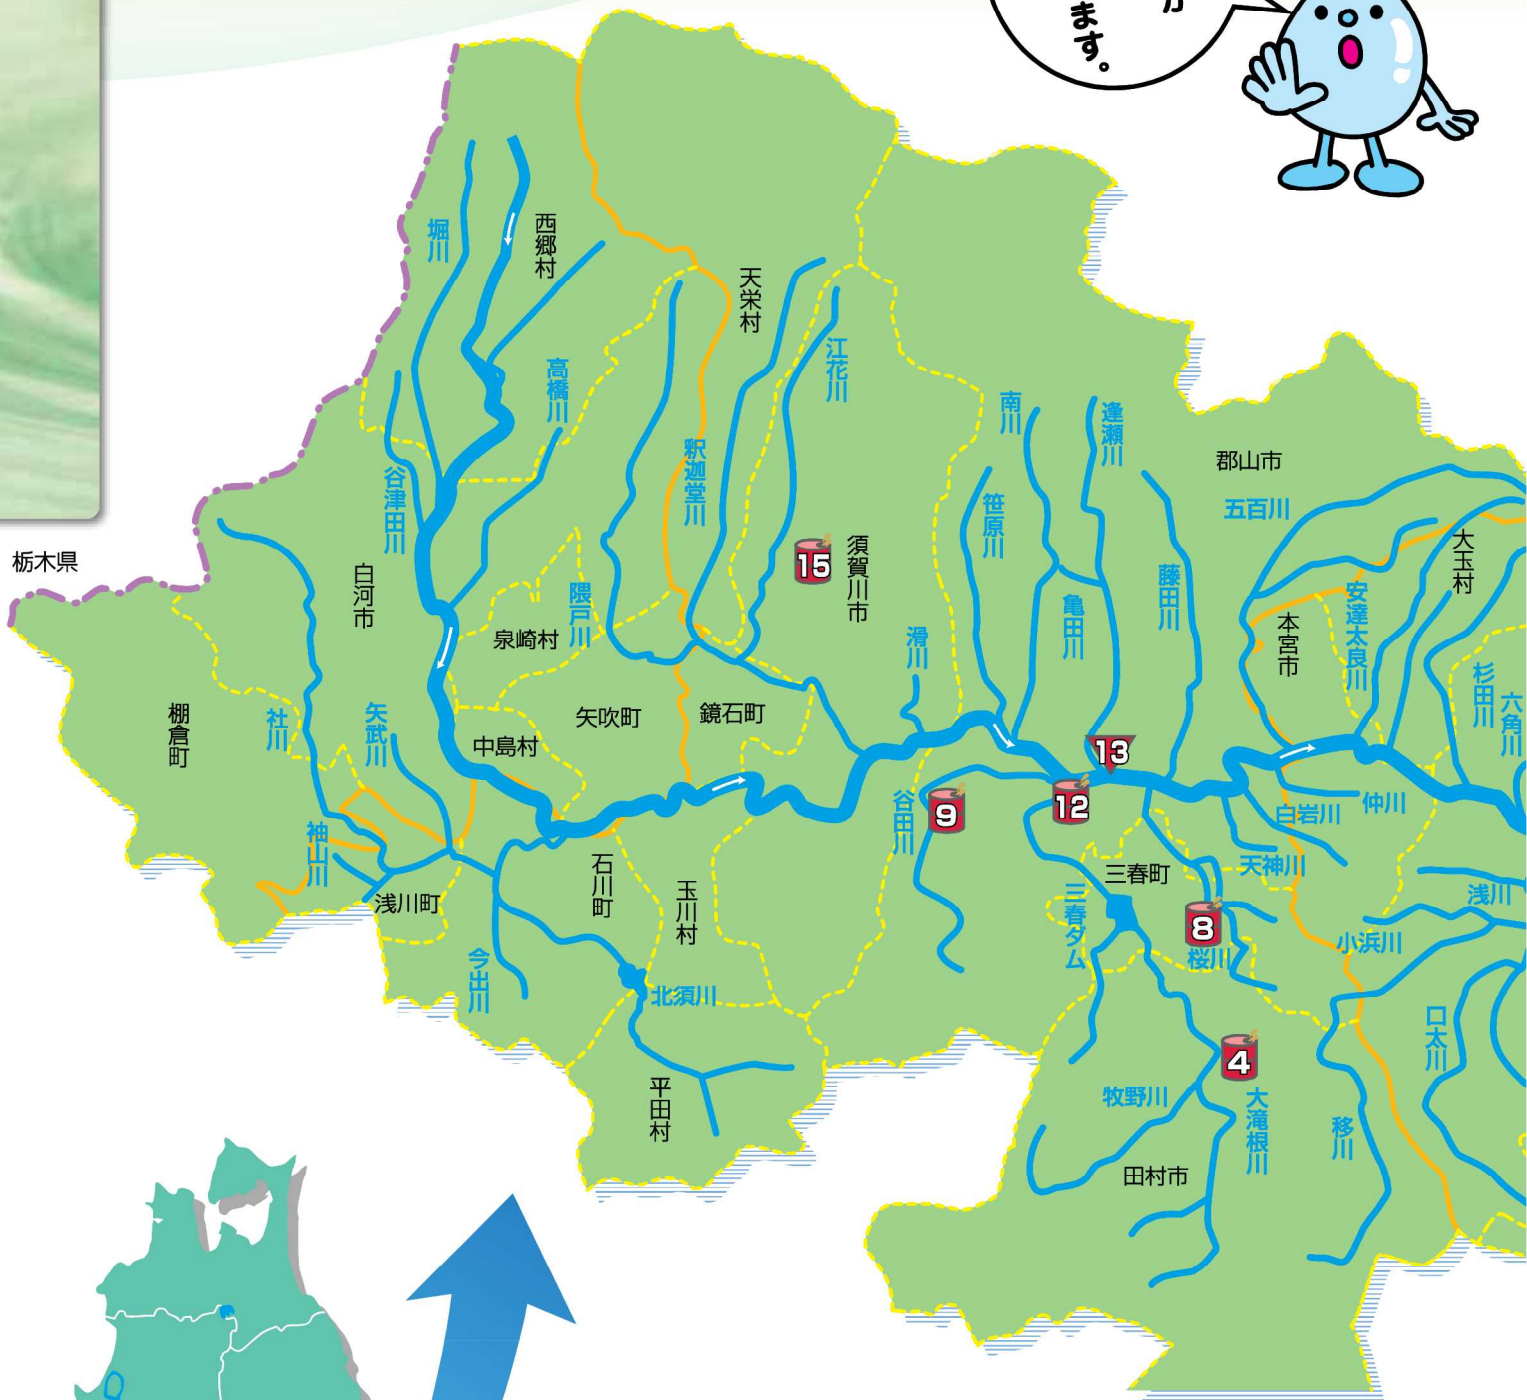 ます。
堀川
西郷村
天栄村
江花川
高橋川
南川
逢瀬川
郡山市
釈迦堂川
谷津田川
笹原川
五百川
大玉村
栃木県
白河市
15
須賀川市
藤田川
安達太良川
隈戸川
泉崎村
亀田川
本宮市
滑川
杉田川
六角川
棚倉町
社川
矢武川
矢吹町
鏡石町
中島村
13
12
9
谷田川
白岩川
仲川
袖山川
石川町
三春町
天神川
浅川町
玉川村
三春ダム
8
浅川
小浜川
桜川
今出川
北須川
口太川
4
平田村
牧野川
大滝根川
移川
田村市